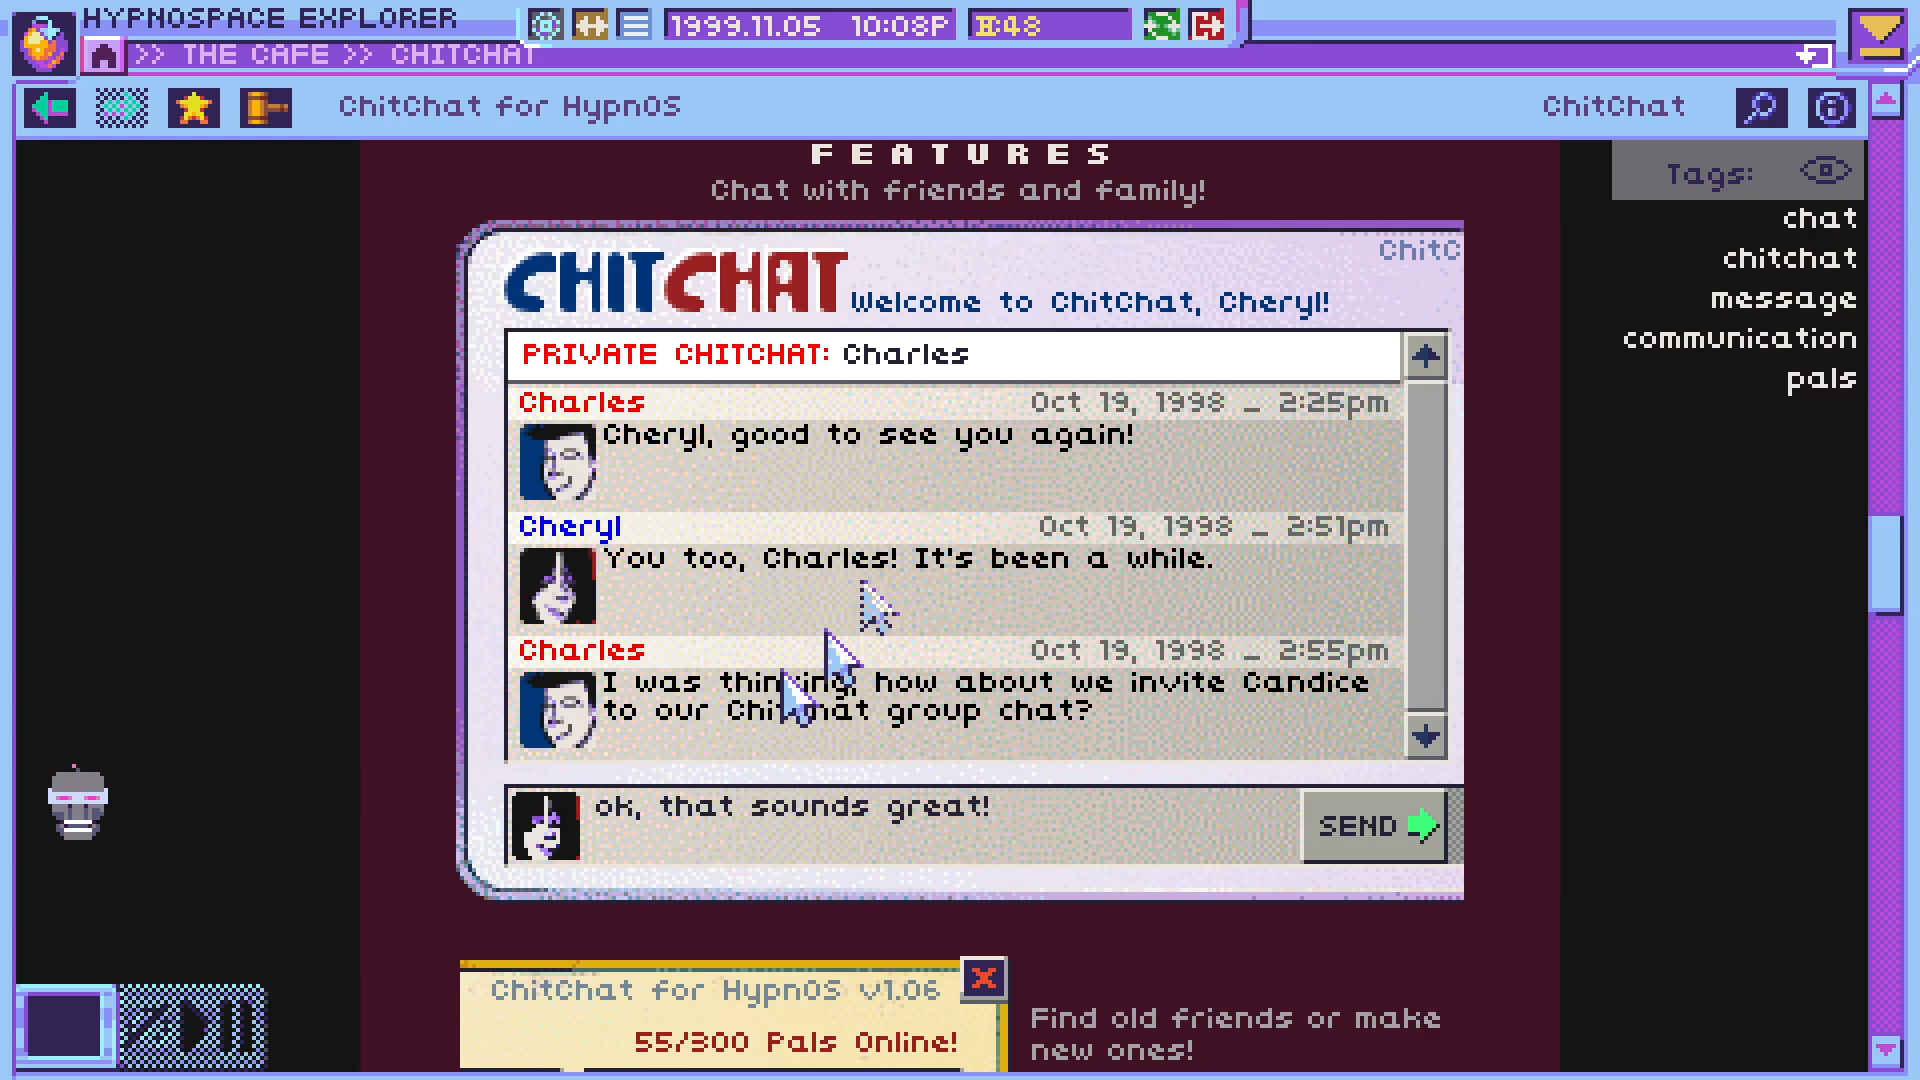 HYPNOSPACE EXPLORER
1999.11.05 10:08P
48
>> THE CAFE >> CHITCHAT
ChitChat for HypnOS
ChitChat
FEATURES
Chat with friends and family!
Tags:
chat
chitchat
message
communication
pals
ChitC
CHITCHAT Welcome to ChitChat, Cheryl!
PRIVATE CHITCHAT: Charles
Charles Oct 19, 1998 _ 2:25pm
Cheryl, good to see you again!
Cheryl Oct 19, 1998 _ 2:51pm
You too, Charles! It's been a while.
Charles Oct 19, 1998 _ 2:55pm
I was thinking, how about we invite Candice
to our ChitChat group chat?
ok, that sounds great!
SEND
ChitChat for HypnOS v1.06
55/300 Pals Online!
Find old friends or make
new ones!